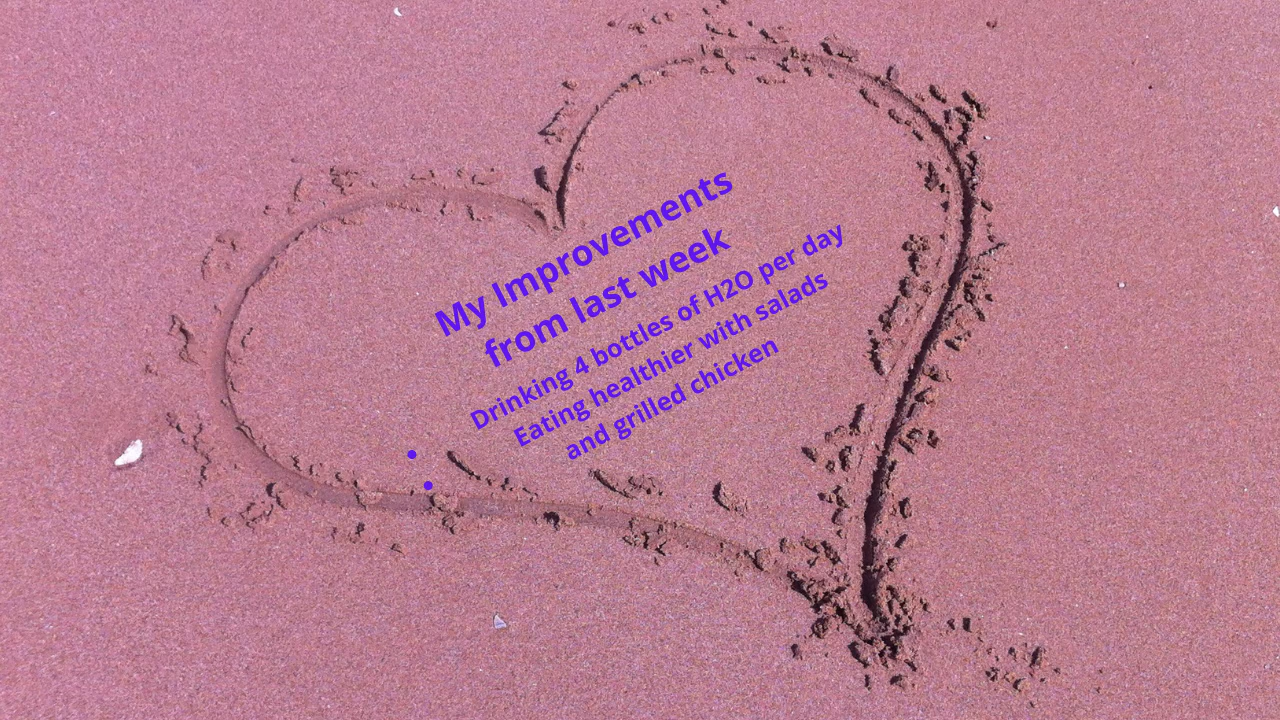 My Improvements
from last week
Drinking 4 bottles of H2O per day
Eating healthier with salads
and grilled chicken